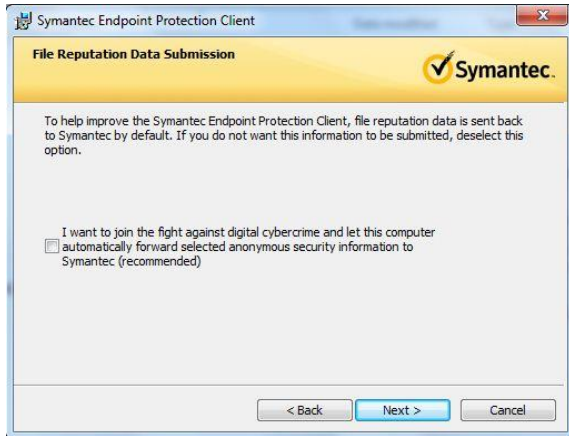 Symantec Endpoint Protection Client
File Reputation Data Submission
Symantec.
To help improve the Symantec Endpoint Protection Client, file reputation data is sent back
to Symantec by default. If you do not want this information to be submitted, deselect this
option.
I want to join the fight against digital cybercrime and let this computer
automatically forward selected anonymous security information to
Symantec (recommended)
< Back Next > Cancel